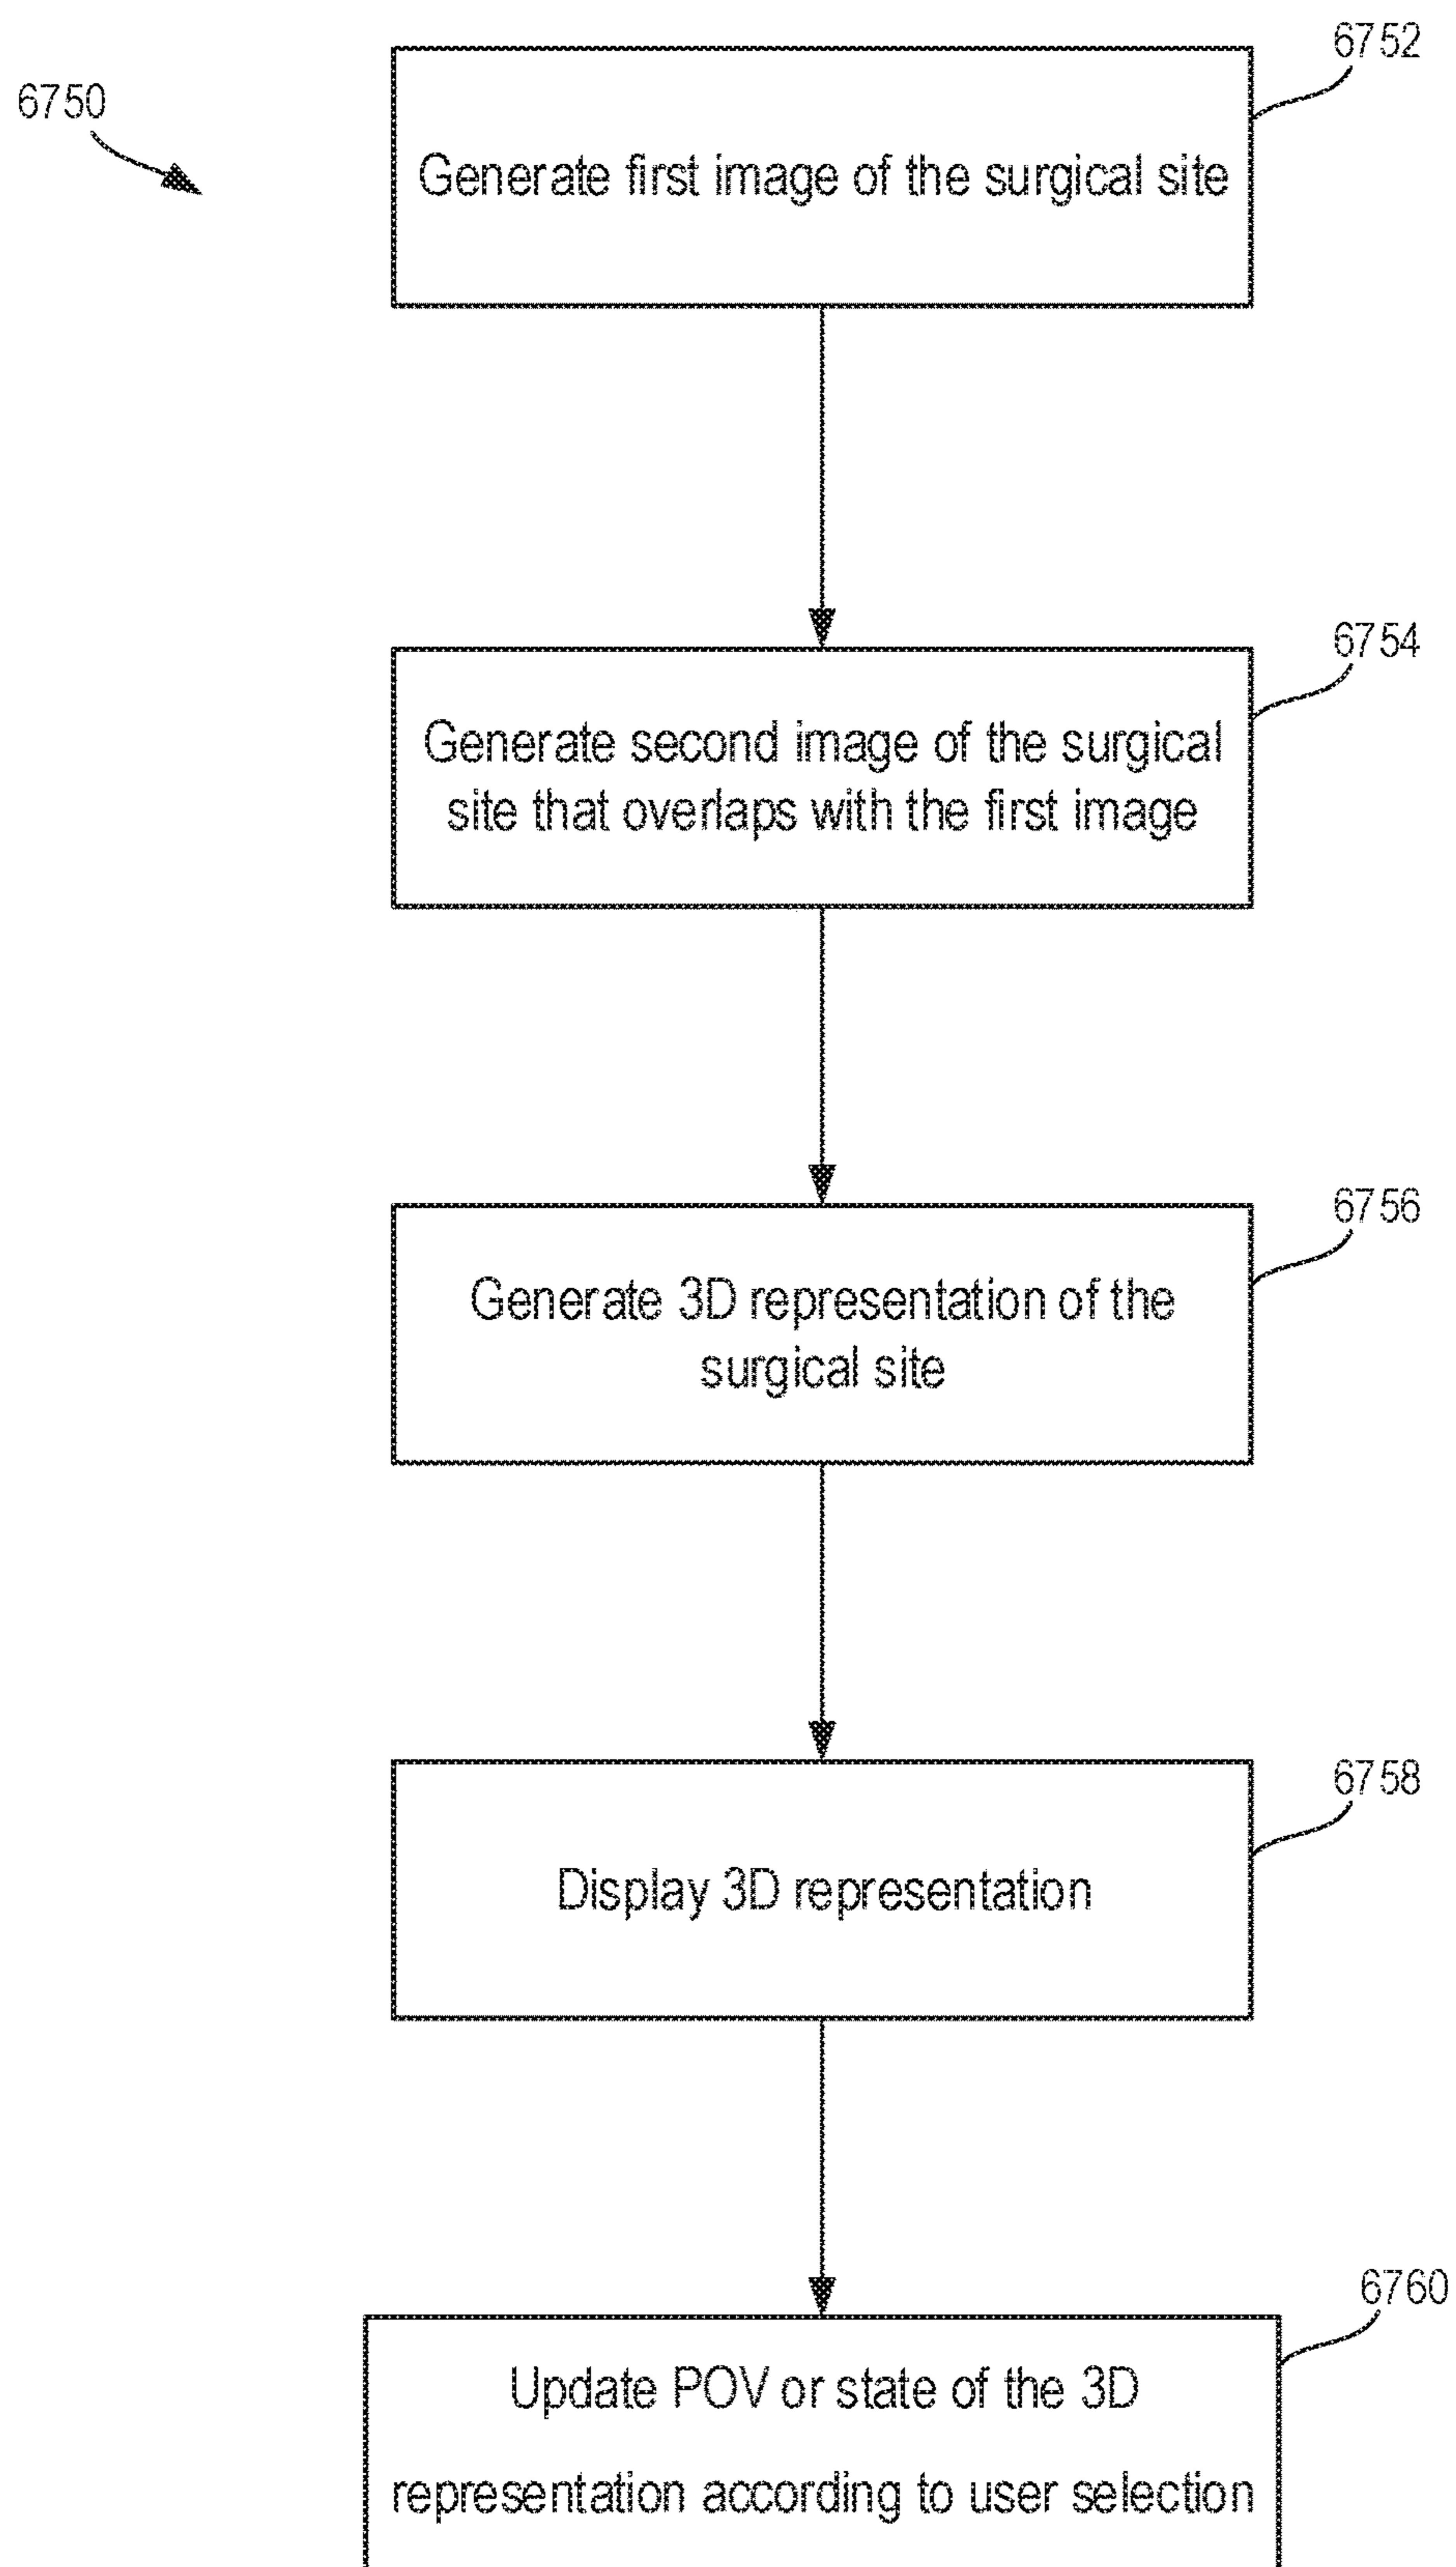 6750
6752
Generate first image of the surgical site
6754
Generate second image of the surgical
site that overlaps with the first image
6756
Generate 3D representation of the
surgical site
6758
Display 3D representation
6760
Update POV or state of the 3D
representation according to user selection